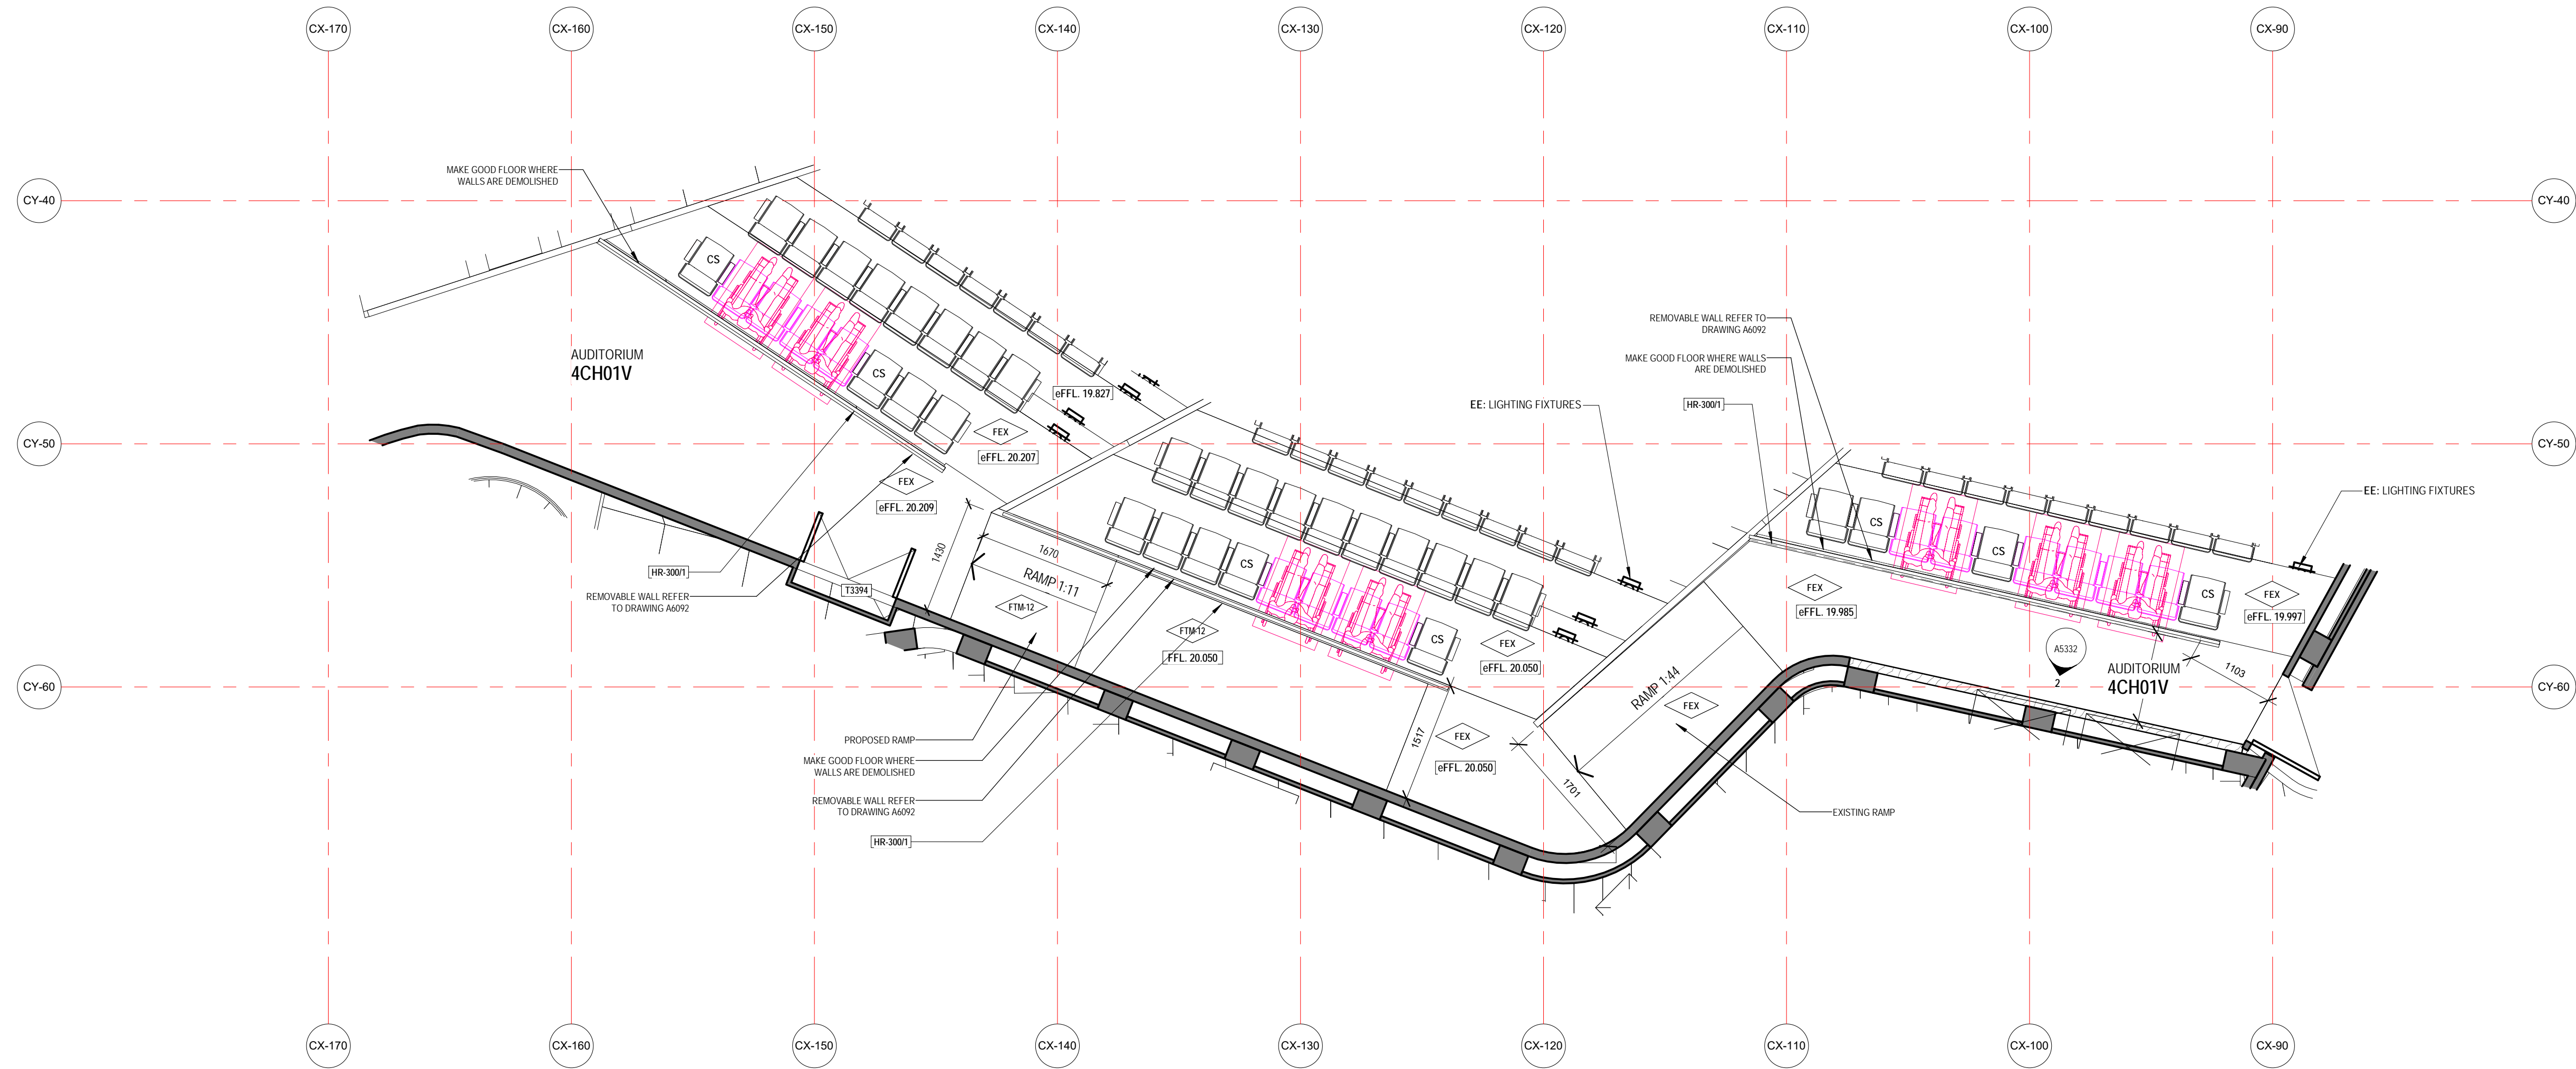 CX-170
CX-160
CX-150
CX-140
CX-130
CX-120
CX-110
CX-100
CX-90
CY-40
CY-40
MAKE GOOD FLOOR WHERE
WALLS ARE DEMOLISHED
CS
AUDITORIUM
4CH01V
CS
eFFL. 19.827
FEX
eFFL. 20.207
REMOVABLE WALL REFER TO
DRAWING A6092
MAKE GOOD FLOOR WHERE WALLS
ARE DEMOLISHED
HR-300/1
EE: LIGHTING FIXTURES
CY-50
CY-50
FEX
eFFL. 20.209
EE: LIGHTING FIXTURES
CS
CS
CS
1430
1670
RAMP 1:11
FTM-12
HR-300/1
T3394
REMOVABLE WALL REFER
TO DRAWING A6092
CS
FTM-12
FFL. 20.050
CS
FEX
eFFL. 20.050
FEX
eFFL. 19.985
FEX
eFFL. 19.997
A5332
2
AUDITORIUM
4CH01V
1103
CY-60
CY-60
RAMP 1:44
FEX
1517
FEX
eFFL. 20.050
1701
PROPOSED RAMP
MAKE GOOD FLOOR WHERE
WALLS ARE DEMOLISHED
REMOVABLE WALL REFER
TO DRAWING A6092
HR-300/1
EXISTING RAMP
CX-170
CX-160
CX-150
CX-140
CX-130
CX-120
CX-110
CX-100
CX-90